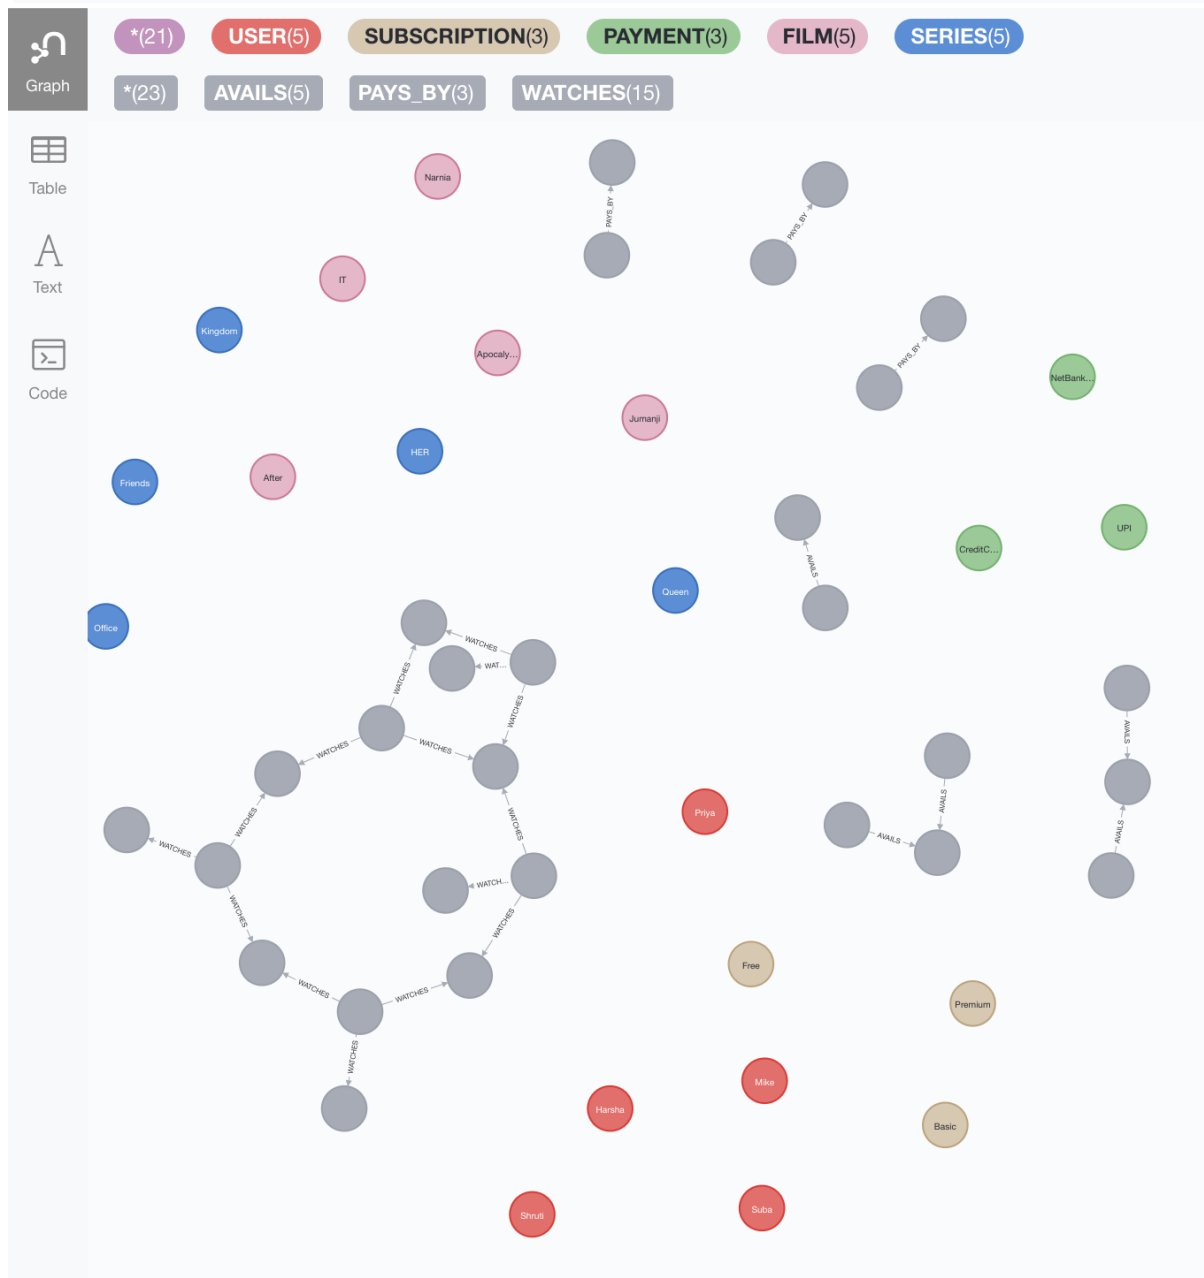 *(21) USER(5) SUBSCRIPTION(3) PAYMENT(3) FILM(5) SERIES(5)
Graph
*(23) AVAILS(5) PAYS_BY(3) WATCHES(15)
Table
Text
Code
Narnia
PAYS_BY
PAYS_BY
IT
Kingdom
Apocaly...
PAYS_BY
NetBank...
Jumanji
HER
Friends
After
UPI
CreditC...
AVAILS
Queen
Office
WATCHES
WAT...
WATCHES
WATCHES
WATCHES
WATCHES
AVAILS
AVAILS
Priya
WATCHES
WATCHES
AVAILS
AVAILS
WATCHES
WATCH...
WATCHES
WATCHES
Free
WATCHES
WATCHES
Premium
WATCHES
Mike
Harsha
Basic
Shruti
Suba